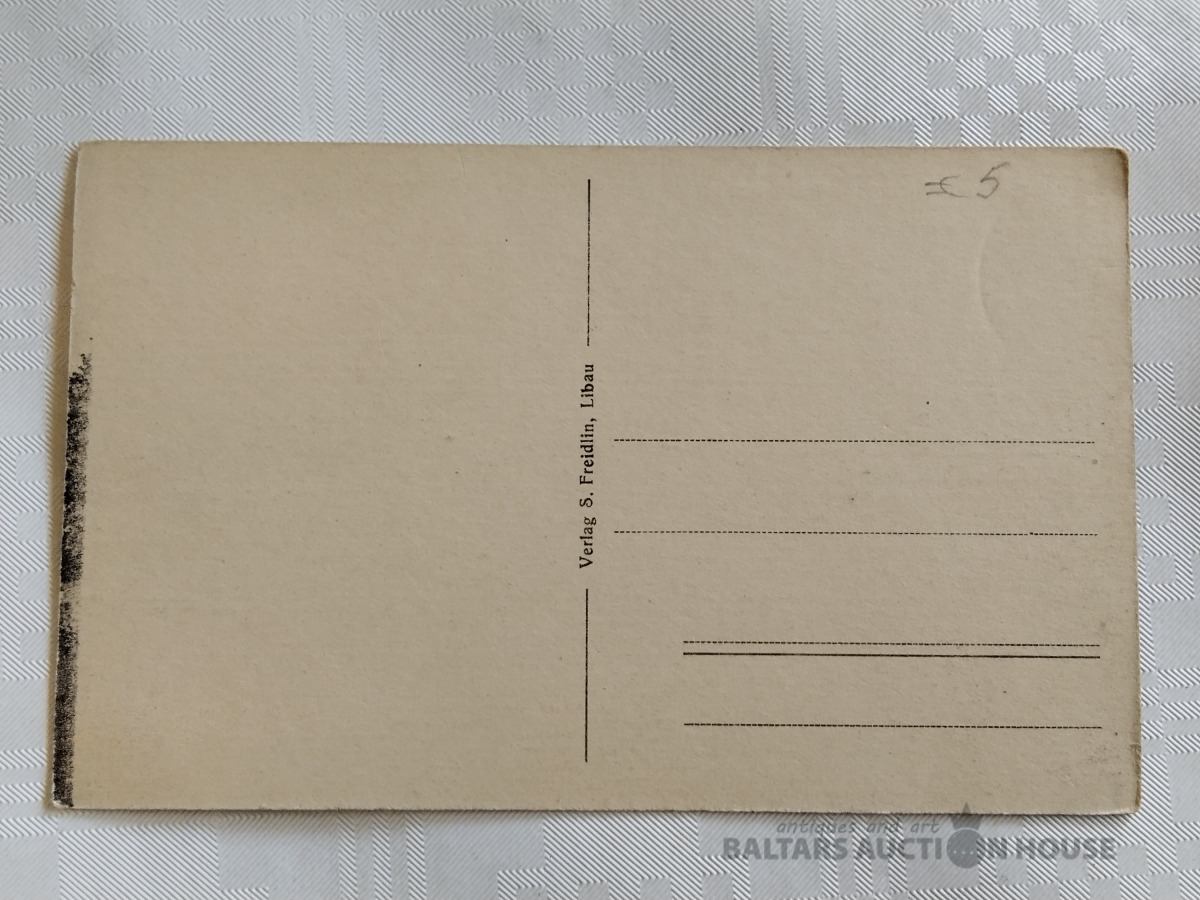 € 5
Verlag S. Freidlin, Libau
antiques and art
BALTARS AUCTION HOUSE